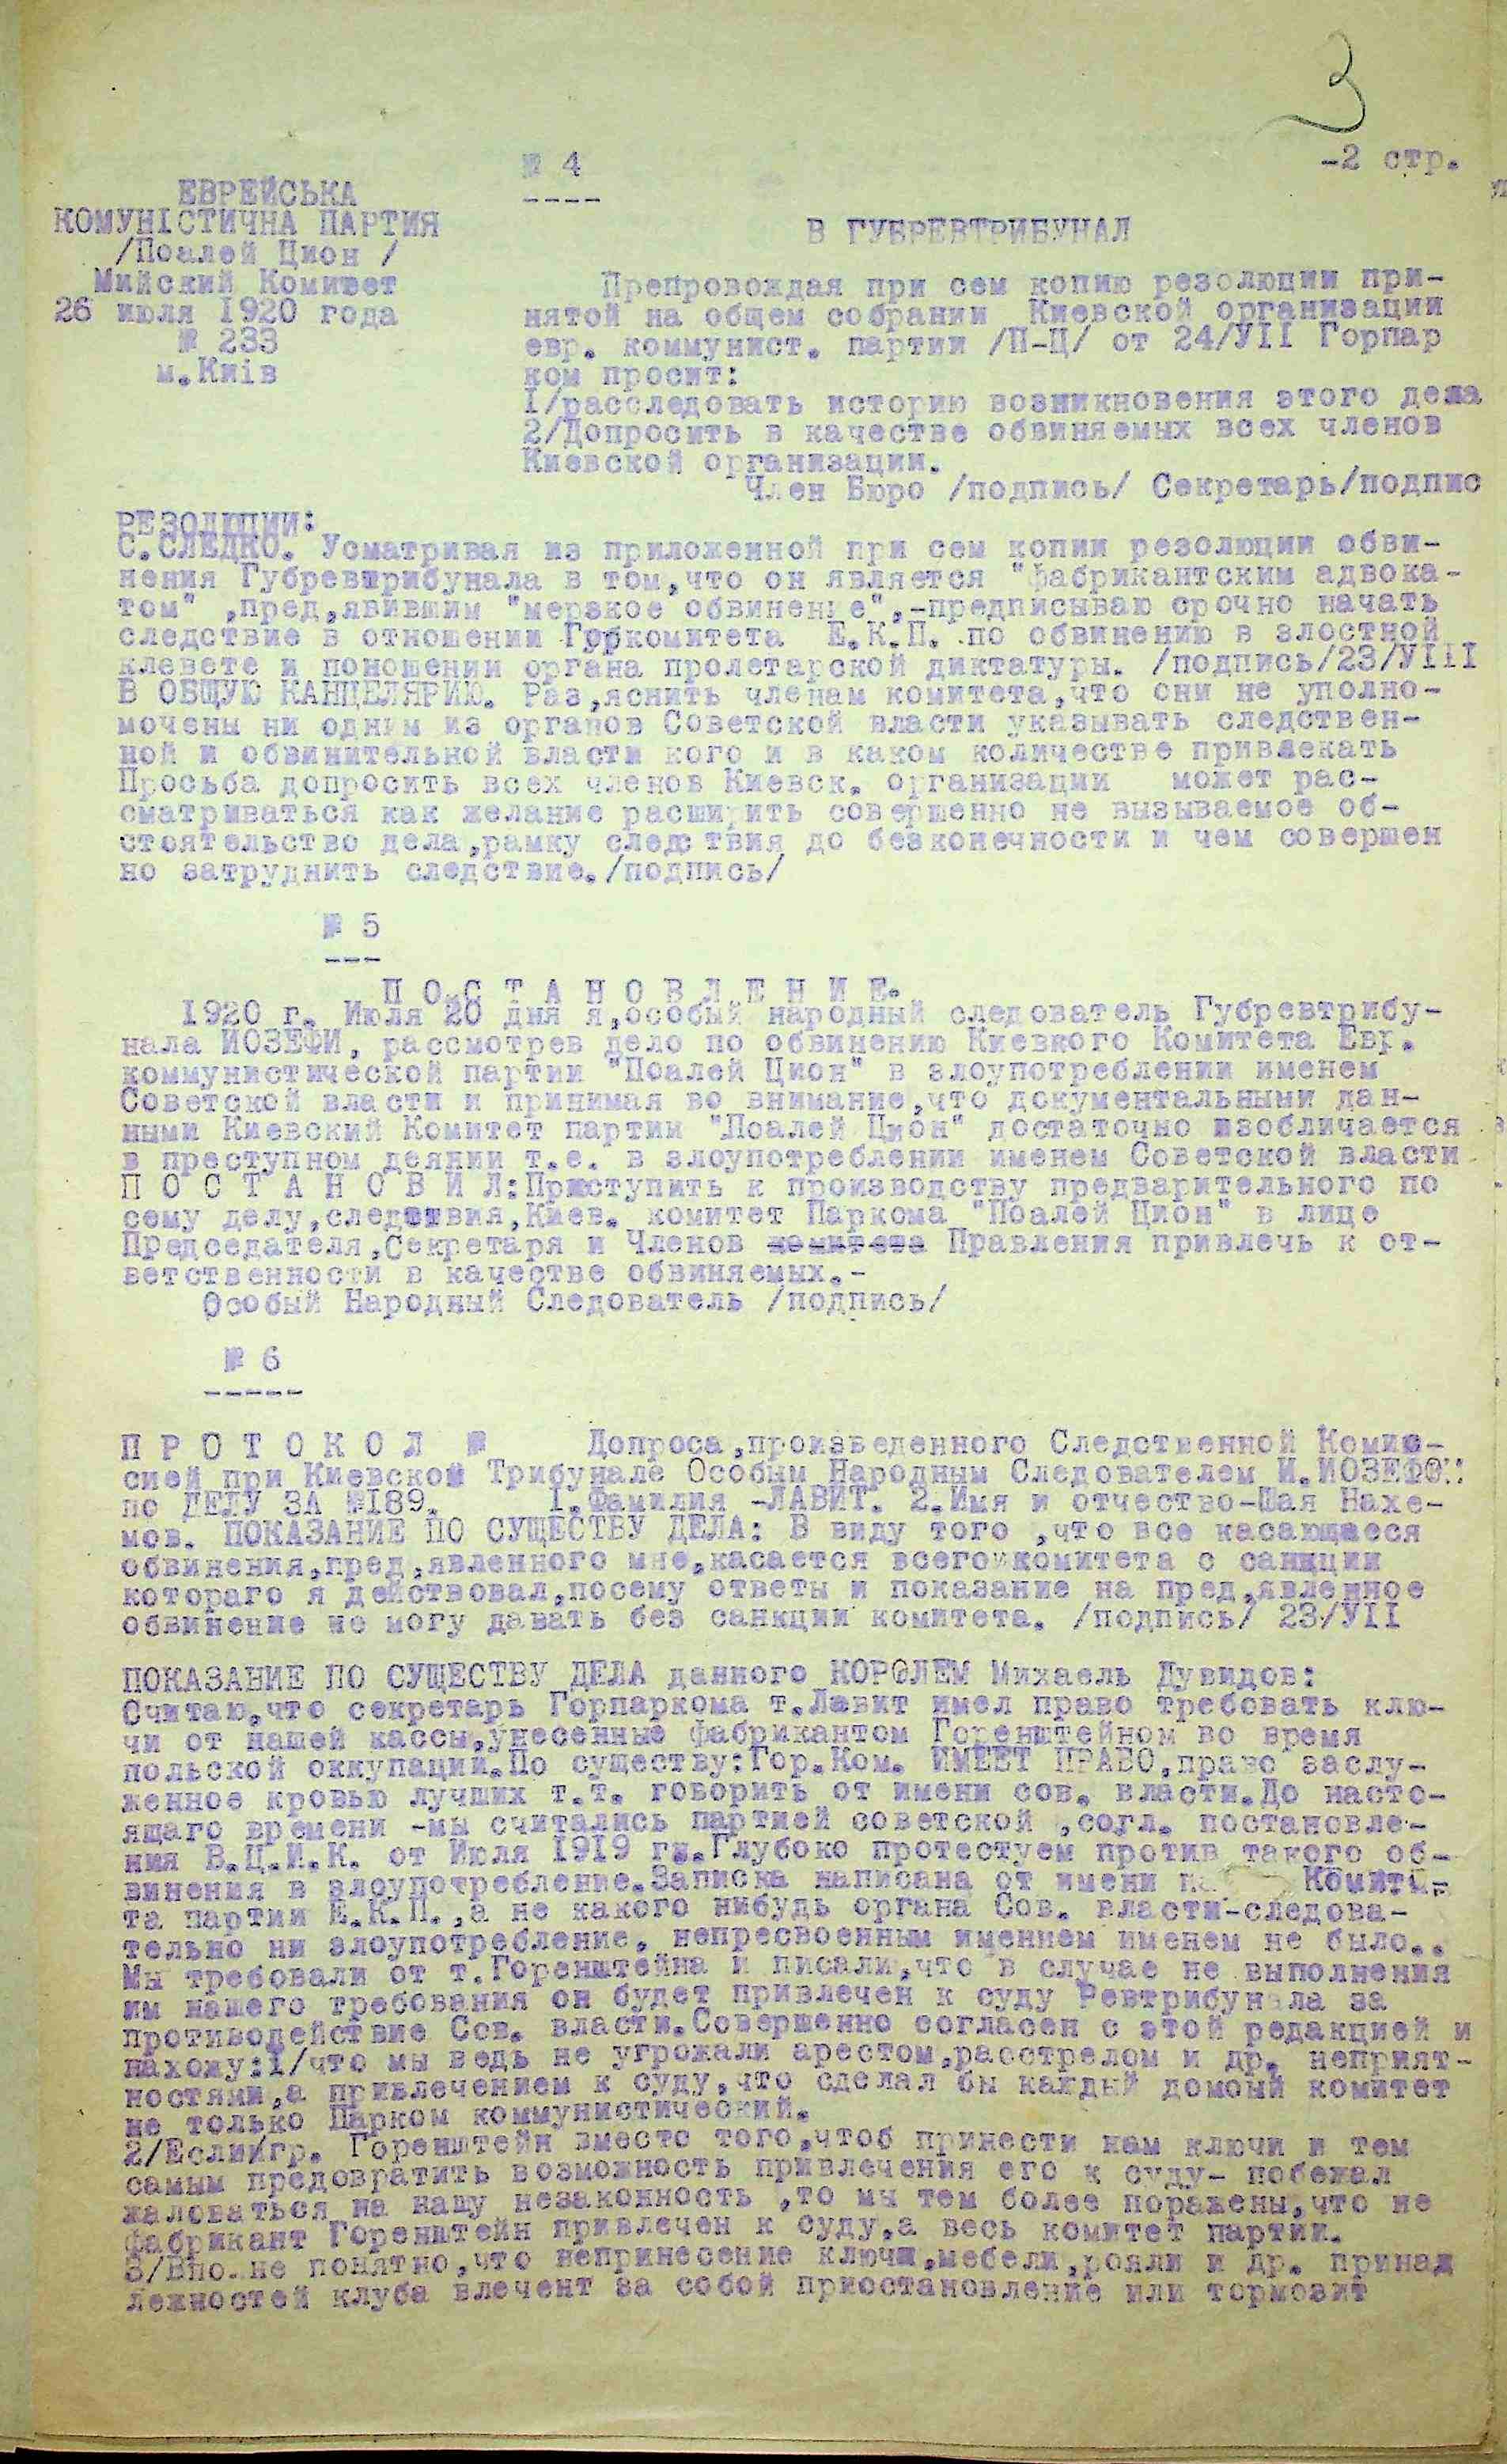 3
-2 стр.
№ 4
----
ЕВРЕЙСЬКА
КОМУНІСТИЧНА ПАРТИЯ
/Поалей Цион /
Мийский Комитет
26 июля 1920 года
№ 233
м.Київ
В ГУБРЕВТРИБУНАЛ
Препровождая при сем копию резолюции при-
нятой на общем собрании Киевской организации
евр. коммунист. партии /П-Ц/ от 24/УІІ Горпар
ком просит:
І/расследовать историю возникновения этого дела
2/Допросить в качестве обвиняемых всех членов
Киевской организации.
Член Бюро /подпись/ Секретарь/подпис
РЕЗОЛЮЦИИ:
С.СЛЕДКО. Усматривая из приложенной при сем копии резолюции обви-
нения Губревтрибунала в том,что он является "фабрикантским адвока-
том" ,пред,явившим "мерзкое обвинение",-предписываю срочно начать
следствие в отношении Горкомитета Е.К.П. по обвинению в злостной
клевете и поношении органа пролетарской диктатуры. /подпись/23/УІІІ
В ОБЩУЮ КАНЦЕЛЯРИЮ. Раз,яснить членам комитета,что они не уполно-
мочены ни одним из органов Советской власти указывать следствен-
ной и обвинительной власти кого и в каком количестве привлекать
Просьба допросить всех членов Киевск. организации может рас-
сматриваться как желание расширить совершенно не вызываемое об-
стоятельство дела,рамку следствия до безконечности и чем совершен
но затруднить следствие./подпись/
№ 5
---
П О С Т А Н О В Л Е Н И Е.
1920 г. Июля 20 дня я,особый народный следователь Губревтрибу-
нала ИОЗЕФИ, рассмотрев дело по обвинению Киевкого Комитета Евр.
коммунистической партии "Поалей Цион" в злоупотреблении именем
Советской власти и принимая во внимание,что документальными дан-
ными Киевский Комитет партии "Поалей Цион" достаточно изобличается
в преступном деянии т.е. в злоупотреблении именем Советской власти
П О С Т А Н О В И Л:Приступить к производству предварительного по
сему делу,следствия,Киев. комитет Паркома "Поалей Цион" в лице
Председателя,Секретаря и Членов комитета Правления привлечь к от-
ветственности в качестве обвиняемых.-
Особый Народный Следователь /подпись/
№ 6
-----
П Р О Т О К О Л № Допроса,произведенного Следственной Комис-
сией при Киевской Трибунале Особым Народным Следователем И.ИОЗЕФОМ
по ДЕЛУ ЗА №І89. І.Фамилия -ЛАВИТ. 2.Имя и отчество-Шая Нахе-
мов. ПОКАЗАНИЕ ПО СУЩЕСТВУ ДЕЛА: В виду того ,что все касающаеся
обвинения,пред,явленного мне,касается всего комитета с санкции
котораго я действовал,посему ответы и показание на пред,явленное
обвинение не могу давать без санкции комитета. /подпись/ 23/УІІ
ПОКАЗАНИЕ ПО СУЩЕСТВУ ДЕЛА данного КОРОЛЕМ Михаель Дувидов:
Считаю,что секретарь Горпаркома т.Лавит имел право требовать клю-
чи от нашей кассы,унесенные фабрикантом Горенштейном во время
польской оккупации.По существу:Гор.Ком. ИМЕЕТ ПРАВО,право заслу-
женное кровью лучших т.т. говорить от имени сов. власти.До насто-
ящаго времени -мы считались партией советской ,согл. постановле-
ния В.Ц.И.К. от Июля 1919 гн.Глубоко протестуем против такого об-
винения в злоупотребление.Записка написана от имени Комите-
та партии Е.К.П.,а не какого нибудь органа Сов. власти-следова-
тельно ни злоупотребление, непресвоенным имением именем не было..
Мы требовали от т.Горенштейна и писали,что в случае не выполнения
им нашего требования он будет привлечен к суду Ревтрибунала за
противодействие Сов. власти.Совершенно согласен с этой редакцией и
нахожу:І/что мы ведь не угрожали арестом,расстрелом и др. неприят-
ностями,а привлечением к суду,что сделал бы каждый домоый комитет
не только Парком коммунистический.
2/Если гр. Горенштейн вместо того,чтоб принести нам ключи и тем
самым предовратить возможность привлечения его к суду- побежал
жаловаться на нашу незаконность ,то мы тем более поражены,что не
фабрикант Горенштейн привлечен к суду,а весь комитет партии.
3/Впо.не понятно,что непринесение ключи,мебели,рояли и др. принад
лежностей клуба влечент за собой приостановление или тормозит